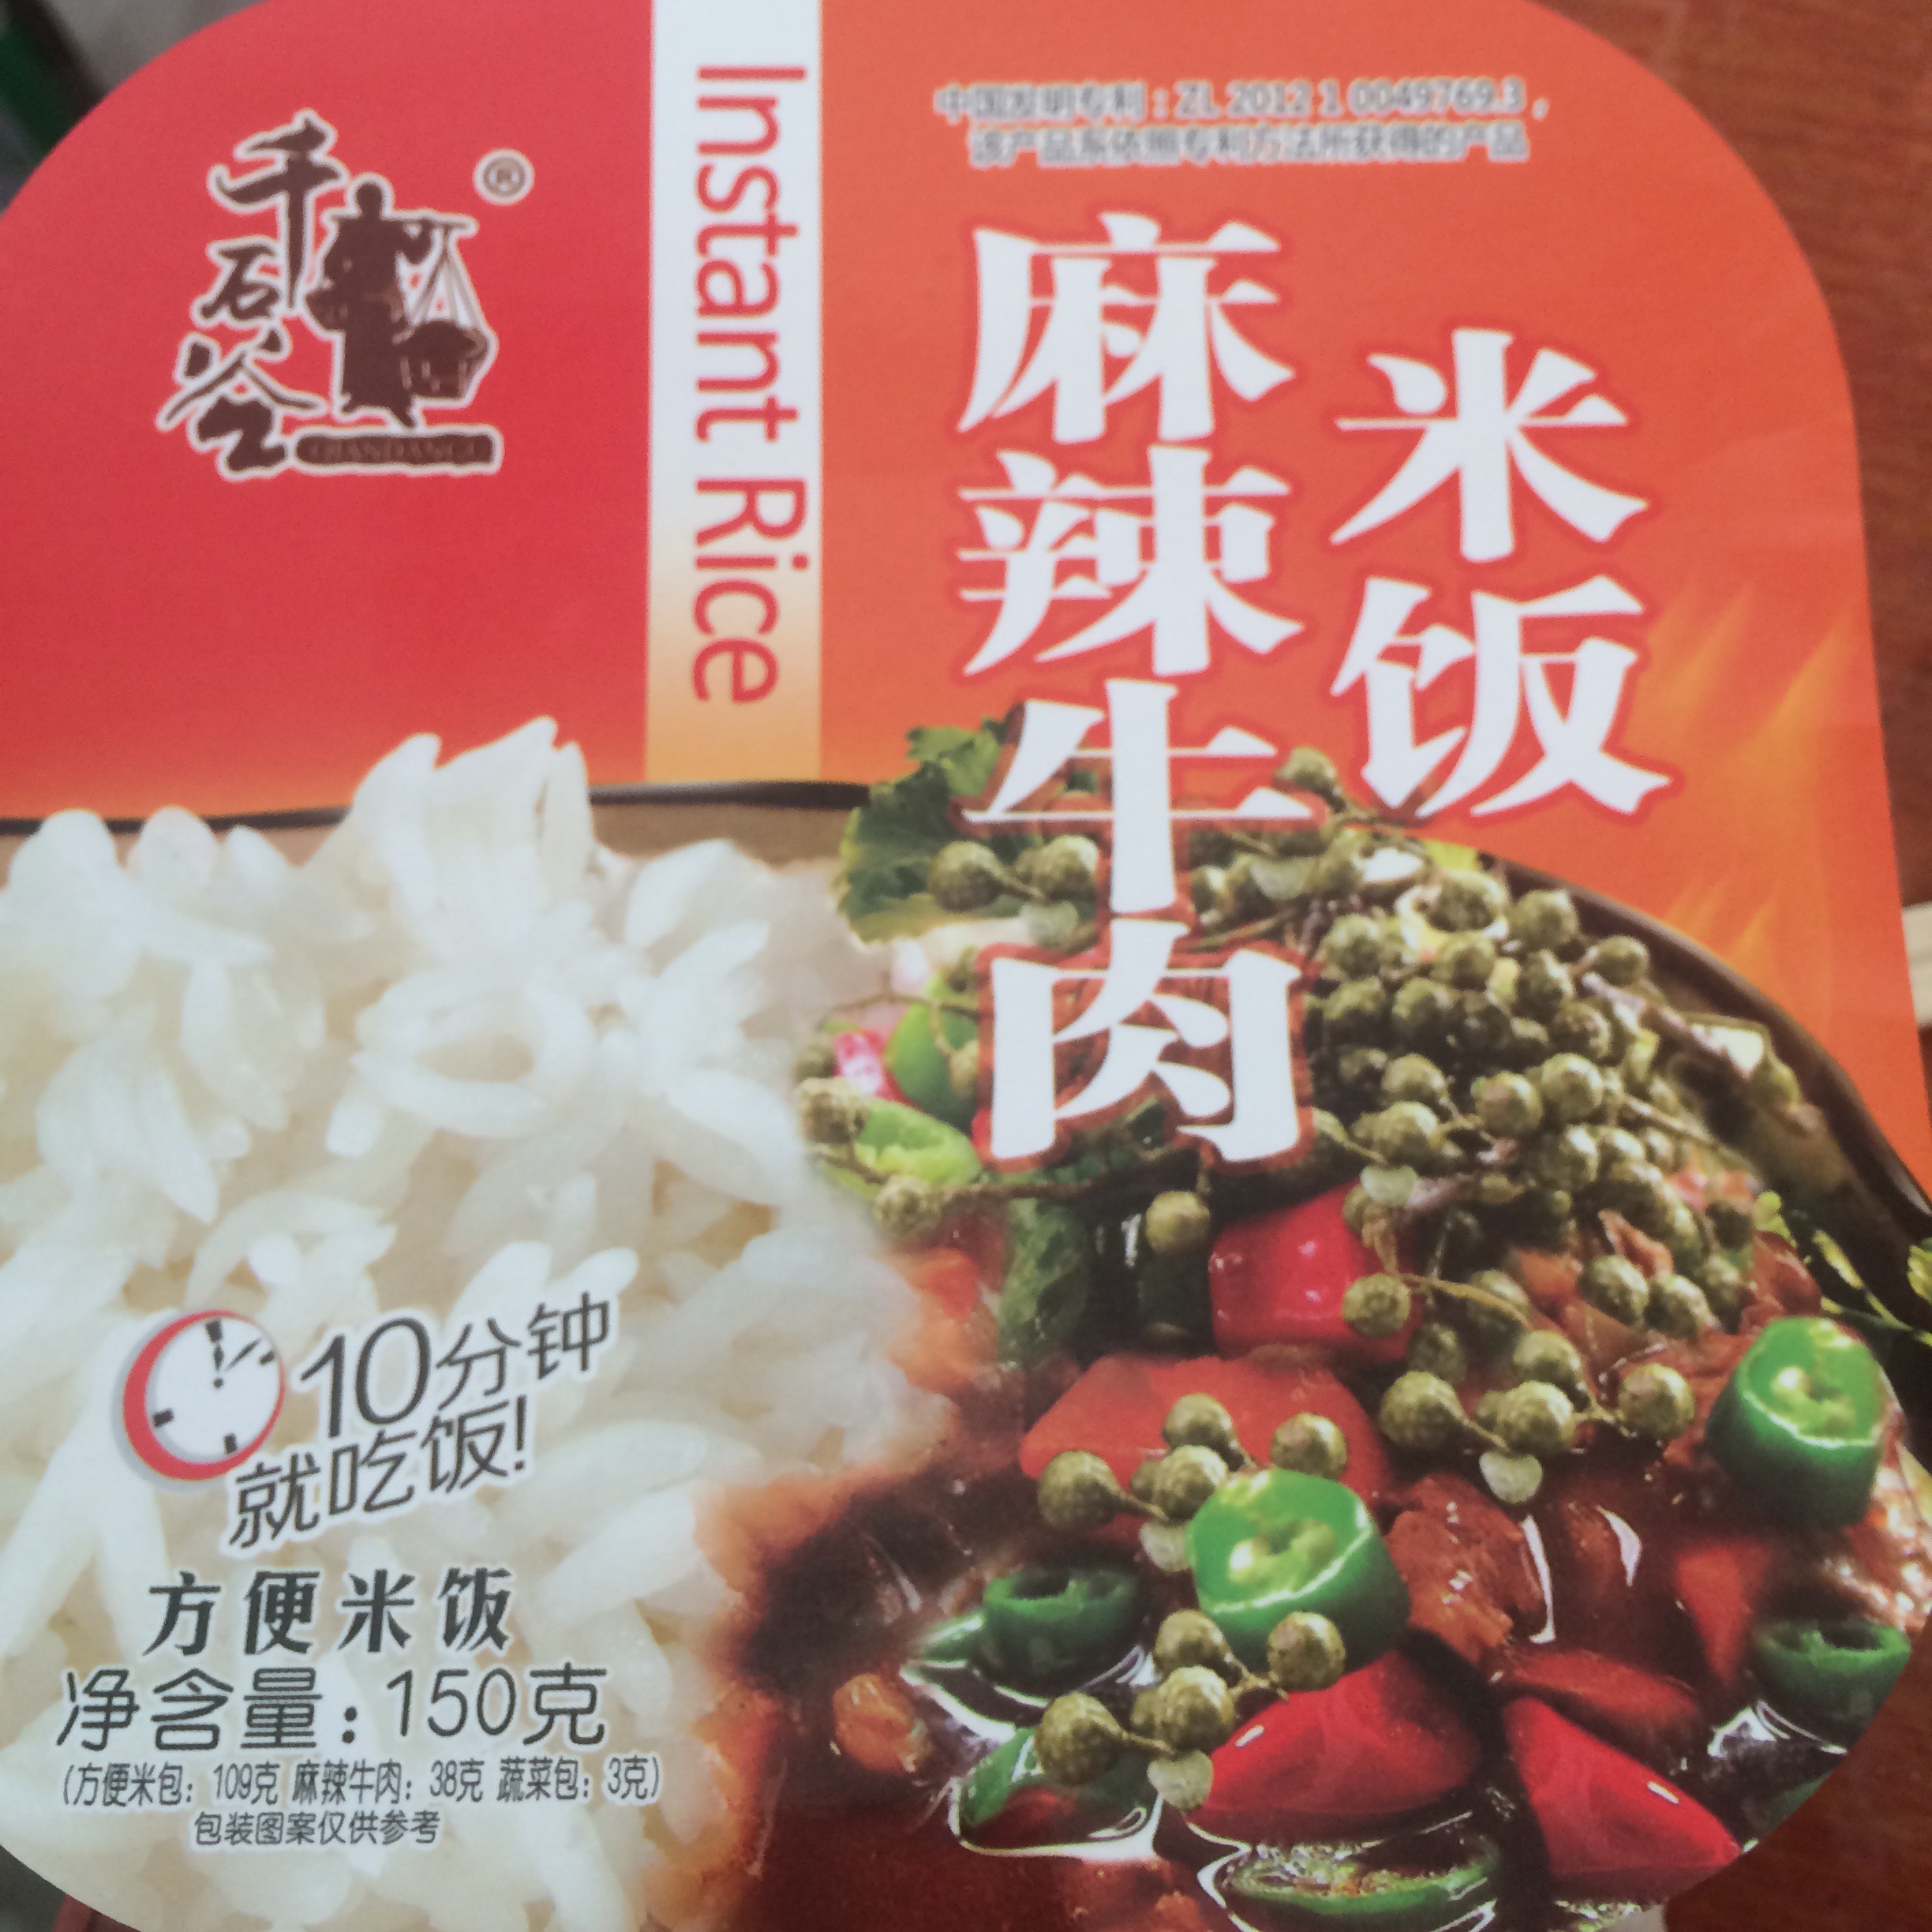 千石谷
®
QIANDANGU
Instant Rice
中国发明专利：ZL 2012 1 0049769.3，
该产品系依照专利方法所获得的产品
麻辣牛肉
米饭
10分钟
就吃饭!
方便米饭
净含量：150克
(方便米包：109克 麻辣牛肉：38克 蔬菜包：3克)
包装图案仅供参考